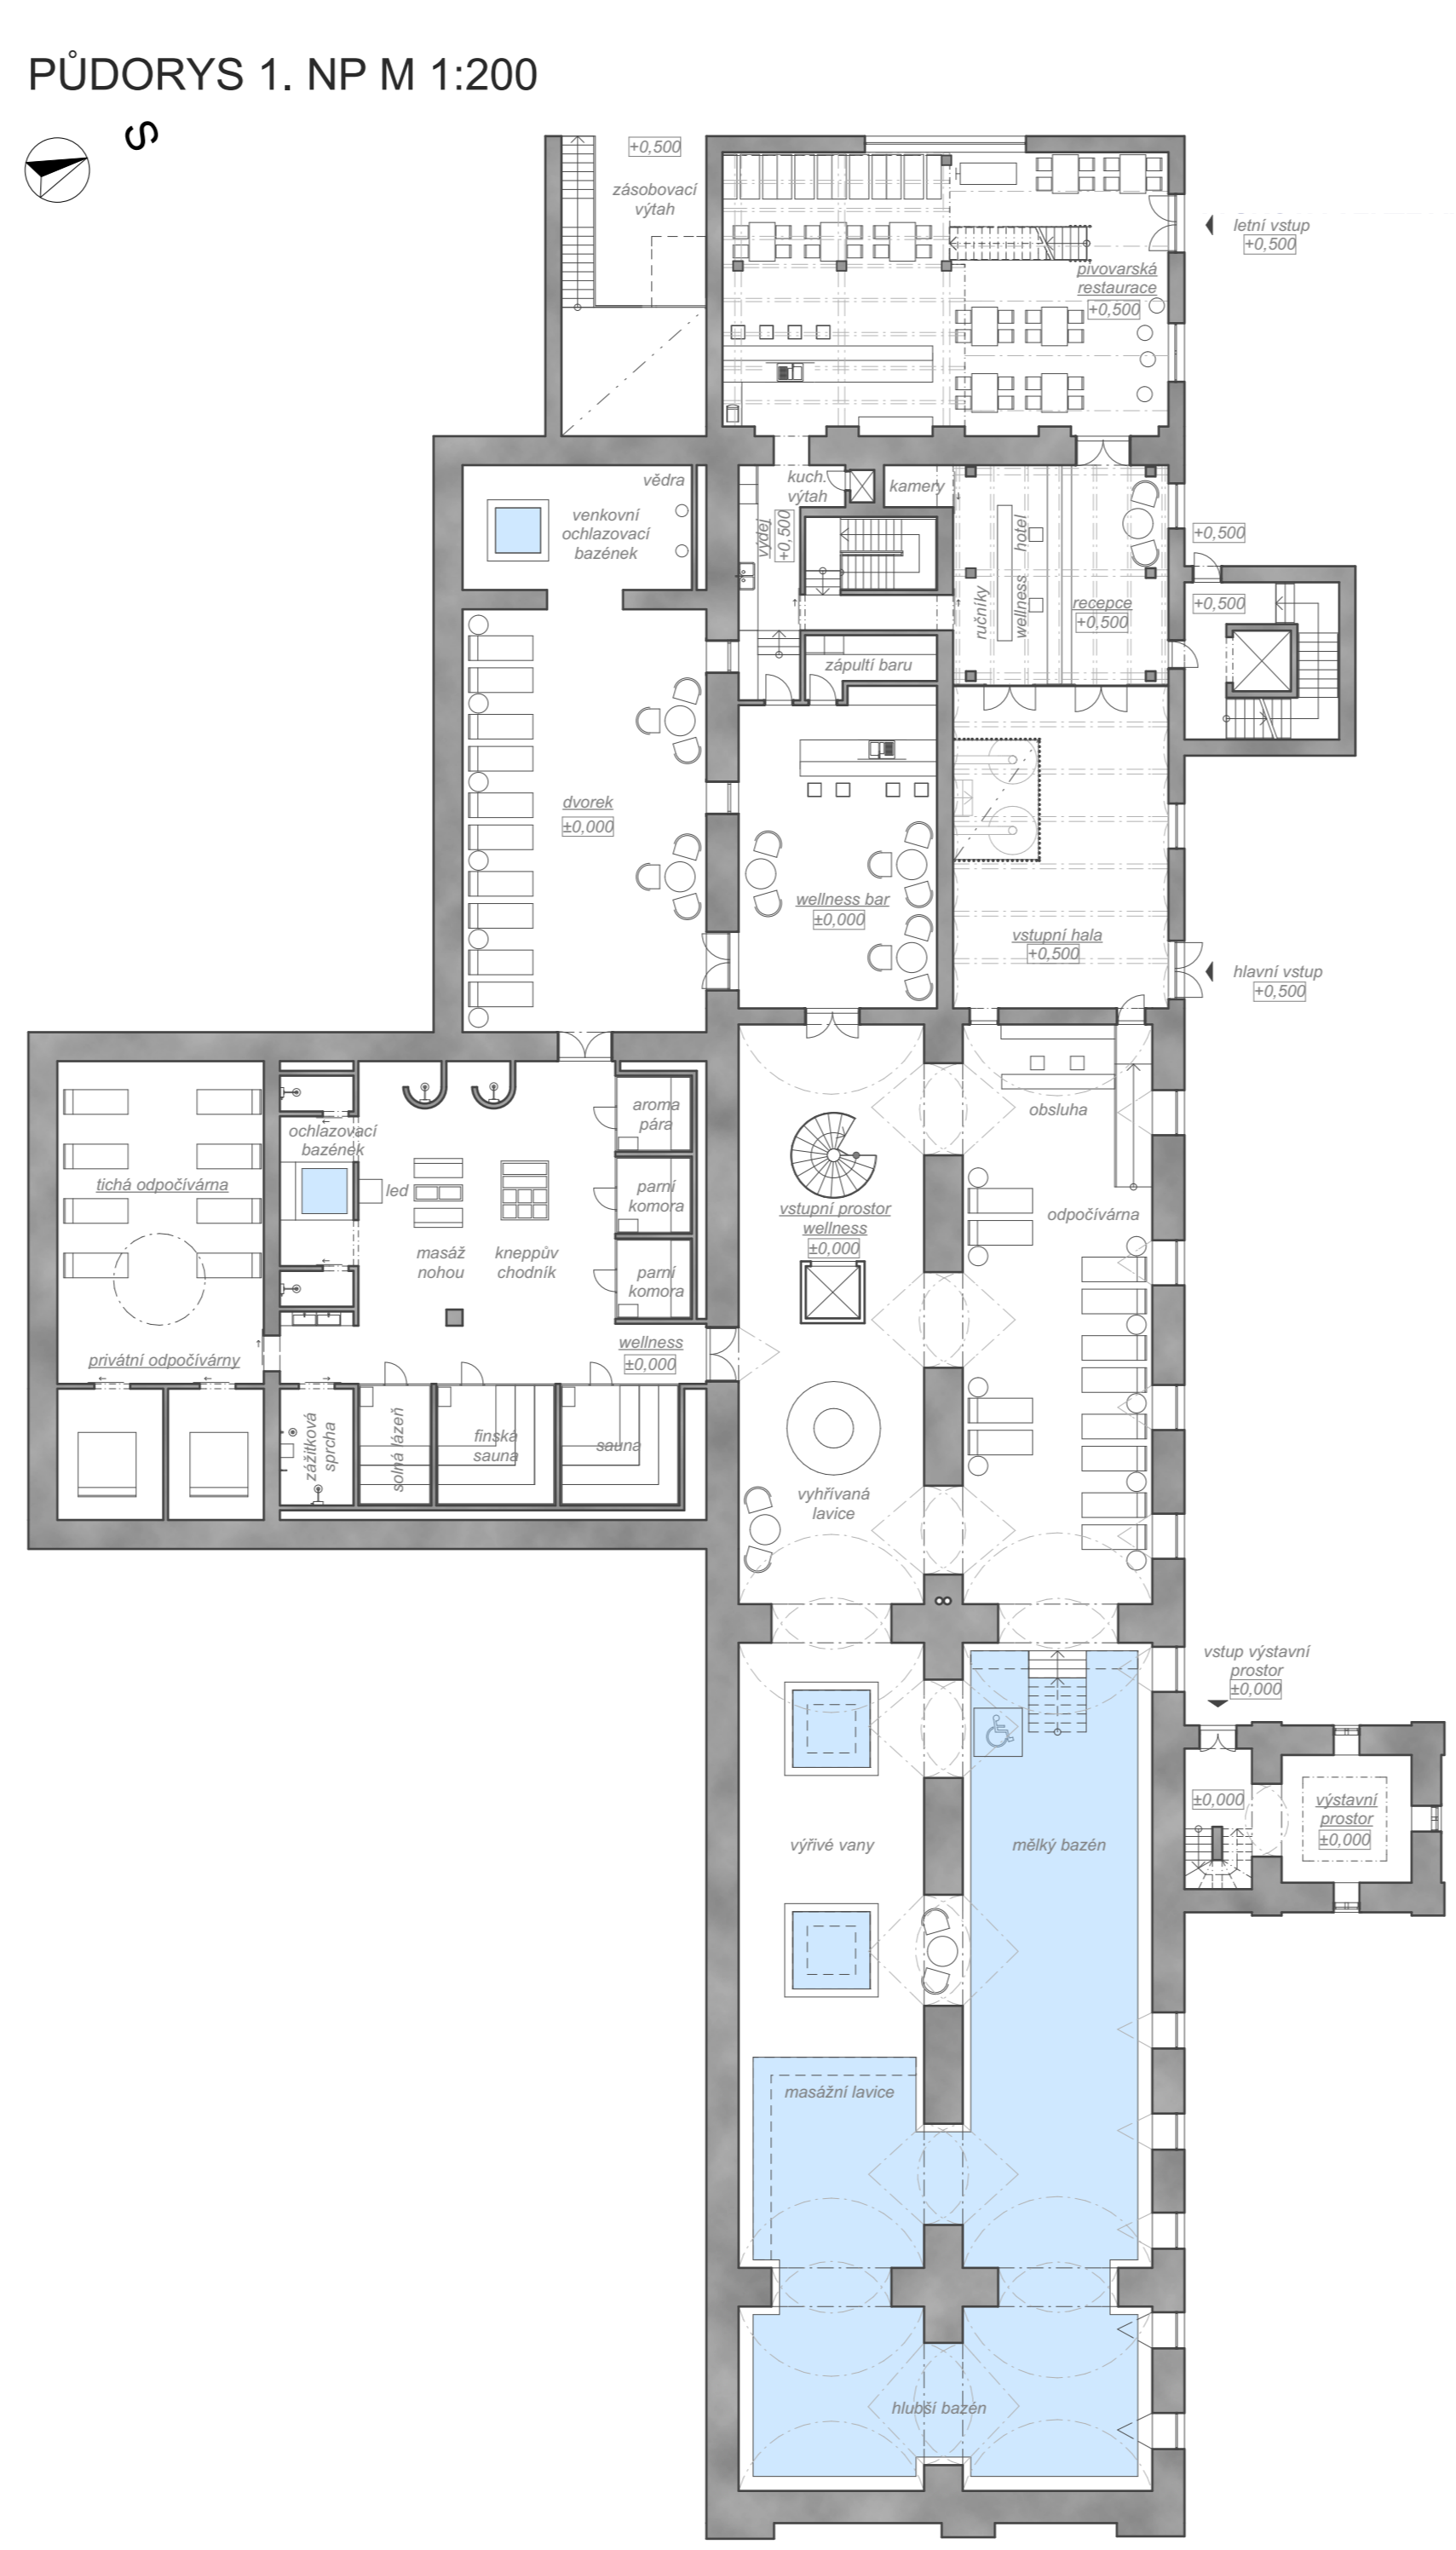 PŮDORYS 1. NP M 1:200
S
+0,500
zásobovací
výtah
letní vstup
+0,500
pivovarská
restaurace
+0,500
vědra
venkovní
ochlazovací
bazének
kuch.
výtah
kamery
výdej
+0,500
ručníky
wellness
hotel
recepce
+0,500
+0,500
+0,500
zápultí baru
dvorek
±0,000
wellness bar
±0,000
vstupní hala
+0,500
hlavní vstup
+0,500
aroma
pára
ochlazovací
bazének
led
tichá odpočívárna
parní
komora
masáž
nohou
kneppův
chodník
parní
komora
obsluha
vstupní prostor
wellness
±0,000
odpočívárna
wellness
±0,000
privátní odpočívárny
zážitková
sprcha
solná lázeň
finská
sauna
sauna
vyhřívaná
lavice
vstup výstavní
prostor
±0,000
±0,000
výstavní
prostor
±0,000
výřivé vany
mělký bazén
masážní lavice
hlubší bazén